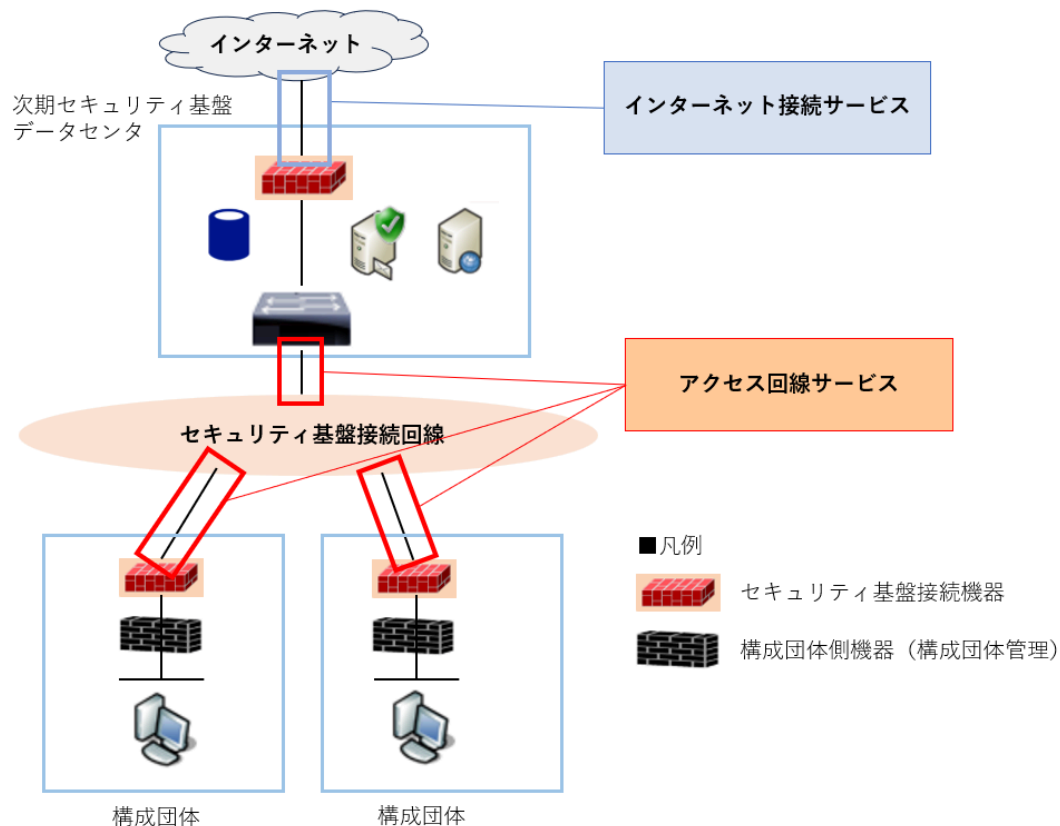 インターネット
次期セキュリティ基盤
データセンタ
インターネット接続サービス
アクセス回線サービス
セキュリティ基盤接続回線
■凡例
セキュリティ基盤接続機器
構成団体側機器（構成団体管理）
構成団体
構成団体